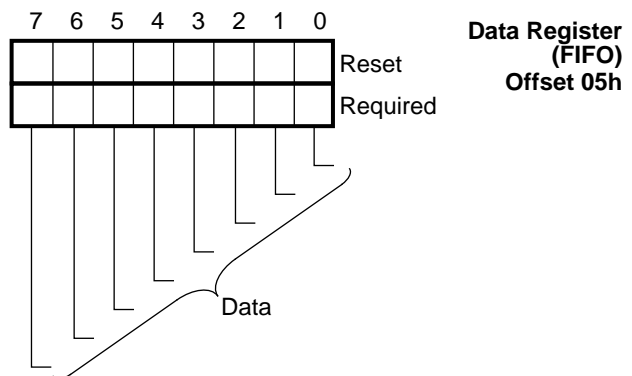 7 6 5 4 3 2 1 0
Data Register
(FIFO)
Offset 05h
Reset
Required
Data